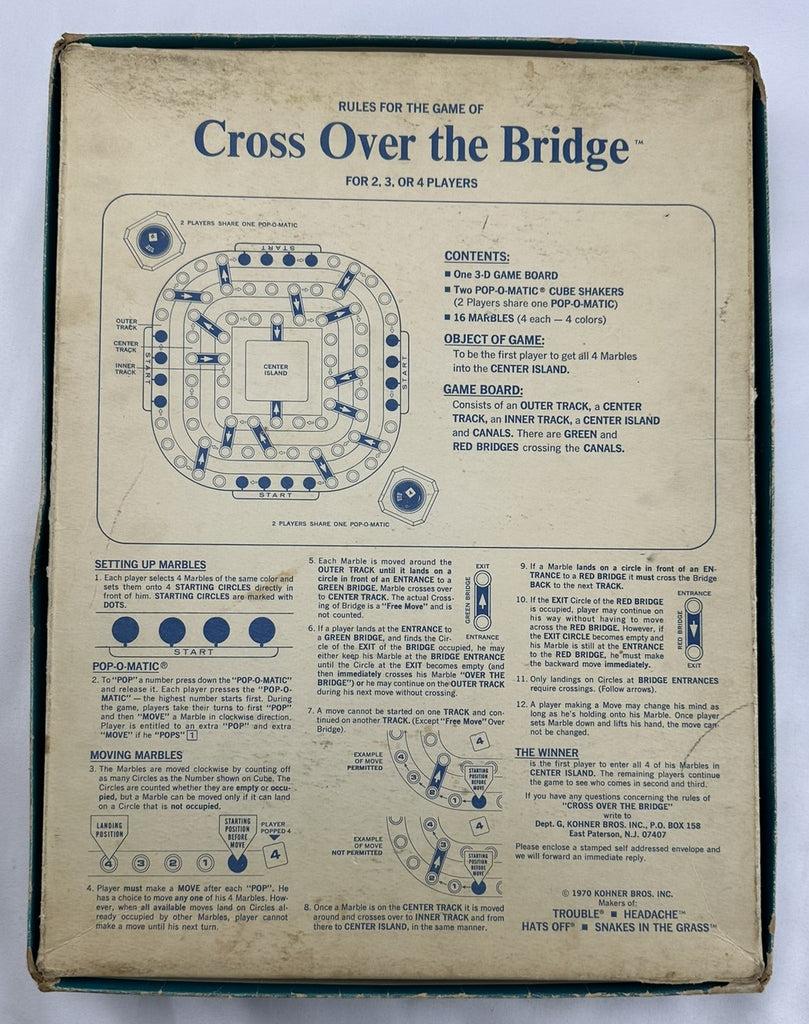 RULES FOR THE GAME OF
Cross Over the Bridge™
FOR 2, 3, OR 4 PLAYERS
2 PLAYERS SHARE ONE POP-O-MATIC
START
OUTER TRACK
CENTER TRACK
INNER TRACK
START
CENTER ISLAND
START
START
2 PLAYERS SHARE ONE POP-O-MATIC
CONTENTS:
■ One 3-D GAME BOARD
■ Two POP-O-MATIC® CUBE SHAKERS
(2 Players share one POP-O-MATIC)
■ 16 MARBLES (4 each — 4 colors)
OBJECT OF GAME:
To be the first player to get all 4 Marbles
into the CENTER ISLAND.
GAME BOARD:
Consists of an OUTER TRACK, a CENTER
TRACK, an INNER TRACK, a CENTER ISLAND
and CANALS. There are GREEN and
RED BRIDGES crossing the CANALS.
SETTING UP MARBLES
1. Each player selects 4 Marbles of the same color and
sets them onto 4 STARTING CIRCLES directly in
front of him. STARTING CIRCLES are marked with
DOTS.
START
POP-O-MATIC®
2. To "POP" a number press down the "POP-O-MATIC"
and release it. Each player presses the "POP-O-
MATIC" — the highest number starts first. During
the game, players take their turns to first "POP"
and then "MOVE" a Marble in clockwise direction.
Player is entitled to an extra "POP" and extra
"MOVE" if he "POPS" 1
MOVING MARBLES
3. The Marbles are moved clockwise by counting off
as many Circles as the Number shown on Cube. The
Circles are counted whether they are empty or occu-
pied, but a Marble can be moved only if it can land
on a Circle that is not occupied.
LANDING POSITION
STARTING POSITION BEFORE MOVE
PLAYER POPPED 4
4 3 2 1
4
4. Player must make a MOVE after each "POP". He
has a choice to move any one of his 4 Marbles. How-
ever, when all available moves land on Circles al-
ready occupied by other Marbles, player cannot
make a move until his next turn.
5. Each Marble is moved around the
OUTER TRACK until it lands on a
circle in front of an ENTRANCE to a
GREEN BRIDGE. Marble crosses over
to CENTER TRACK. The actual Cross-
ing of Bridge is a "Free Move" and is
not counted.
EXIT
GREEN BRIDGE
ENTRANCE
6. If a player lands at the ENTRANCE to
a GREEN BRIDGE, and finds the Cir-
cle of the EXIT of the BRIDGE occupied, he may
either keep his Marble at the BRIDGE ENTRANCE
until the Circle at the EXIT becomes empty (and
then immediately crosses his Marble "OVER THE
BRIDGE") or he may continue on the OUTER TRACK
during his next move without crossing.
7. A move cannot be started on one TRACK and con-
tinued on another TRACK. (Except "Free Move" Over
Bridge).
EXAMPLE
OF MOVE
PERMITTED
4
4 3 2 1
STARTING POSITION BEFORE MOVE
EXAMPLE
OF MOVE
NOT PERMITTED
4
4 3 2 1
STARTING POSITION BEFORE MOVE
8. Once a Marble is on the CENTER TRACK it is moved
around and crosses over to INNER TRACK and from
there to CENTER ISLAND, in the same manner.
9. If a Marble lands on a circle in front of an EN-
TRANCE to a RED BRIDGE it must cross the Bridge
BACK to the next TRACK.
10. If the EXIT Circle of the RED BRIDGE
is occupied, player may continue on
his way without having to move
across the RED BRIDGE. However, if
the EXIT CIRCLE becomes empty and
his Marble is still at the ENTRANCE
to the RED BRIDGE, he must make
the backward move immediately.
ENTRANCE
RED BRIDGE
EXIT
11. Only landings on Circles at BRIDGE ENTRANCES
require crossings. (Follow arrows).
12. A player making a Move may change his mind as
long as he's holding onto his Marble. Once player
sets Marble down and lifts his hand, the move can-
not be changed.
THE WINNER
is the first player to enter all 4 of his Marbles in
CENTER ISLAND. The remaining players continue
the game to see who comes in second and third.
If you have any questions concerning the rules of
"CROSS OVER THE BRIDGE"
write to
Dept. G, KOHNER BROS. INC., P.O. BOX 158
East Paterson, N.J. 07407
Please enclose a stamped self addressed envelope and
we will forward an immediate reply.
© 1970 KOHNER BROS. INC.
Makers of:
TROUBLE® ■ HEADACHE™
HATS OFF® ■ SNAKES IN THE GRASS™